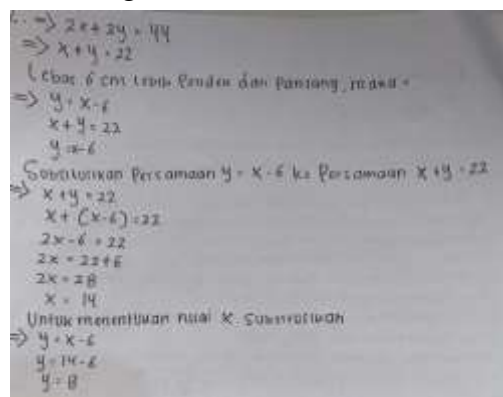 => 2x + 2y = 44
=> x + y = 22
Lebar 6 cm lebih Pendek dari Panjang, maka =
=> y = x - 6
x + y = 22
y = x - 6
Substitusikan Persamaan y = x - 6 ke Persamaan x + y = 22
=> x + y = 22
x + (x - 6) = 22
2x - 6 = 22
2x = 22 + 6
2x = 28
x = 14
Untuk menentukan nilai x Substitusikan
=> y = x - 6
y = 14 - 6
y = 8